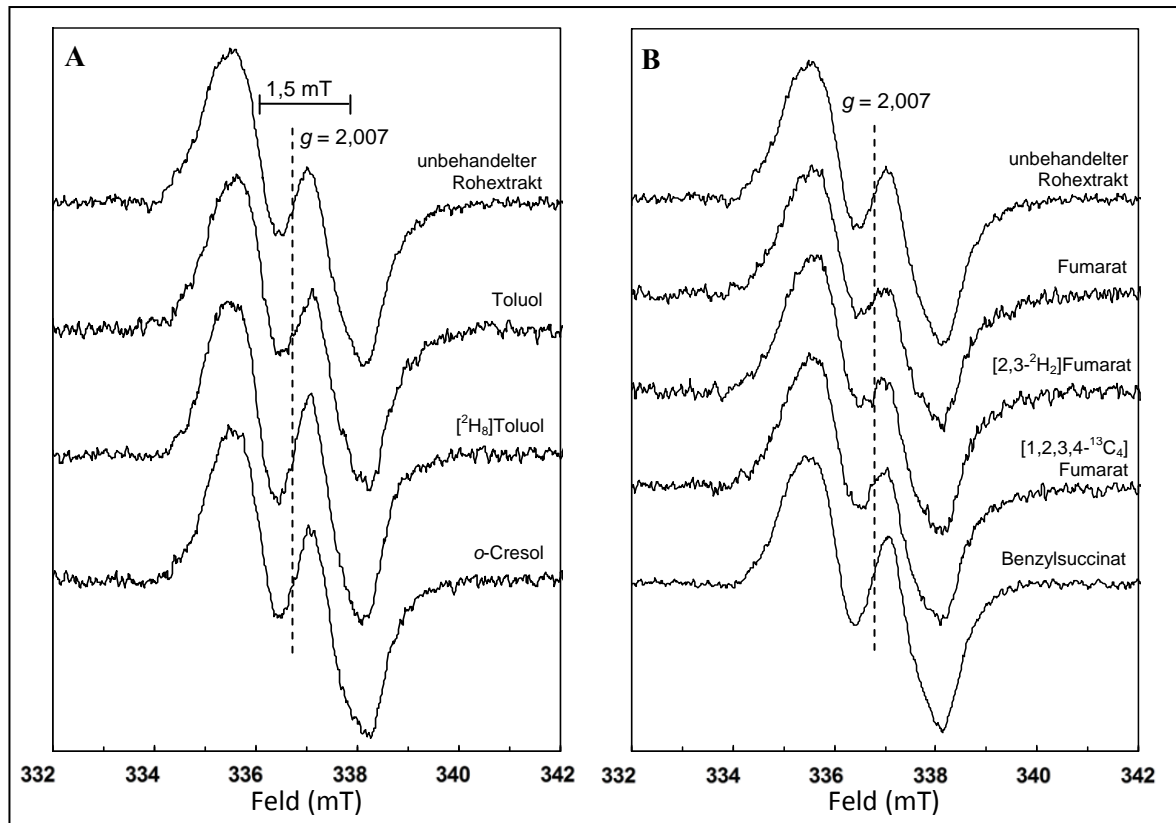 A
1,5 mT
g = 2,007
unbehandelter
Rohextrakt
Toluol
[²H₈]Toluol
o-Cresol
332
334
336
338
340
342
Feld (mT)
B
g = 2,007
unbehandelter
Rohextrakt
Fumarat
[2,3-²H₂]Fumarat
[1,2,3,4-¹³C₄]
Fumarat
Benzylsuccinat
332
334
336
338
340
342
Feld (mT)